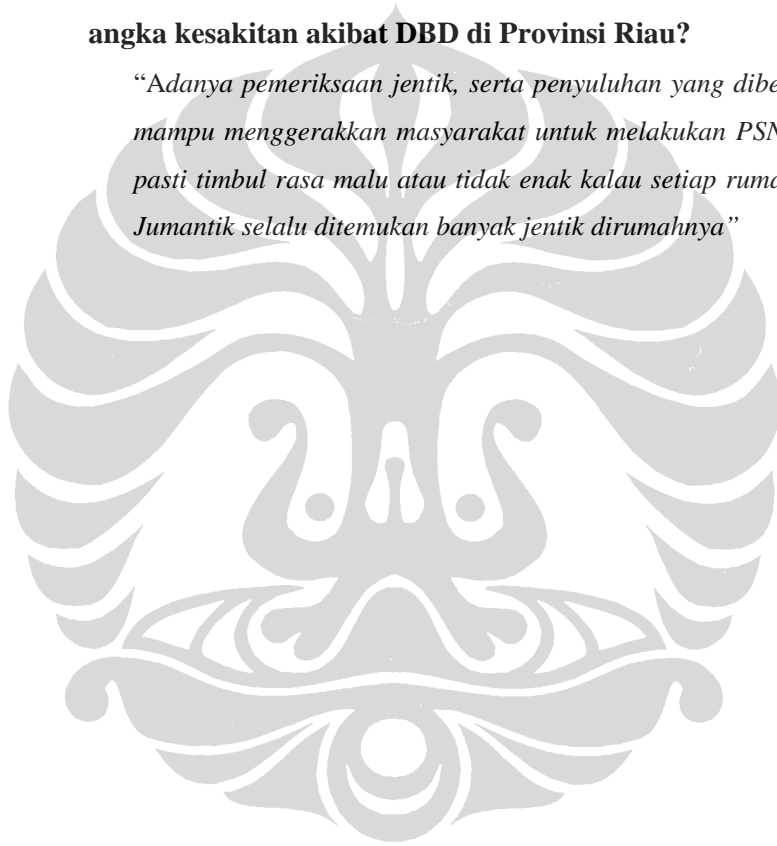 angka kesakitan akibat DBD di Provinsi Riau?
“Adanya pemeriksaan jentik, serta penyuluhan yang dibe
mampu menggerakkan masyarakat untuk melakukan PSN
pasti timbul rasa malu atau tidak enak kalau setiap ruma
Jumantik selalu ditemukan banyak jentik dirumahnya”